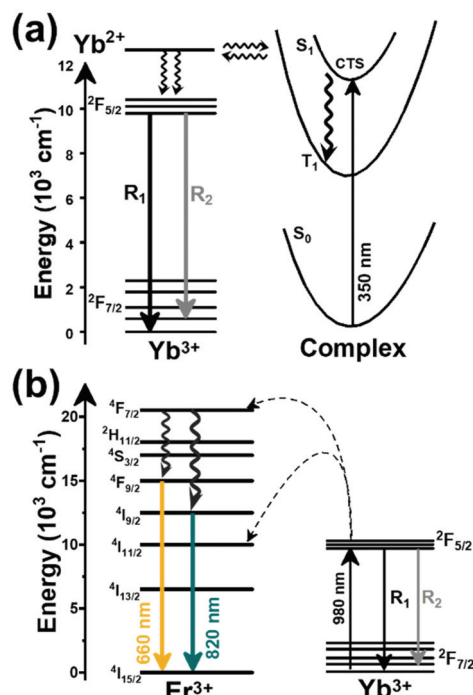 (a)
Yb²⁺
12
10
8
6
4
2
0
Energy (10³ cm⁻¹)
²F₅/₂
R₁
R₂
²F₇/₂
Yb³⁺
S₁
CTS
T₁
S₀
350 nm
Complex
(b)
20
15
10
5
0
Energy (10³ cm⁻¹)
⁴F₇/₂
²H₁₁/₂
⁴S₃/₂
⁴F₉/₂
⁴I₉/₂
⁴I₁₁/₂
⁴I₁₃/₂
⁴I₁₅/₂
660 nm
820 nm
Er³⁺
²F₅/₂
980 nm
R₁
R₂
²F₇/₂
Yb³⁺